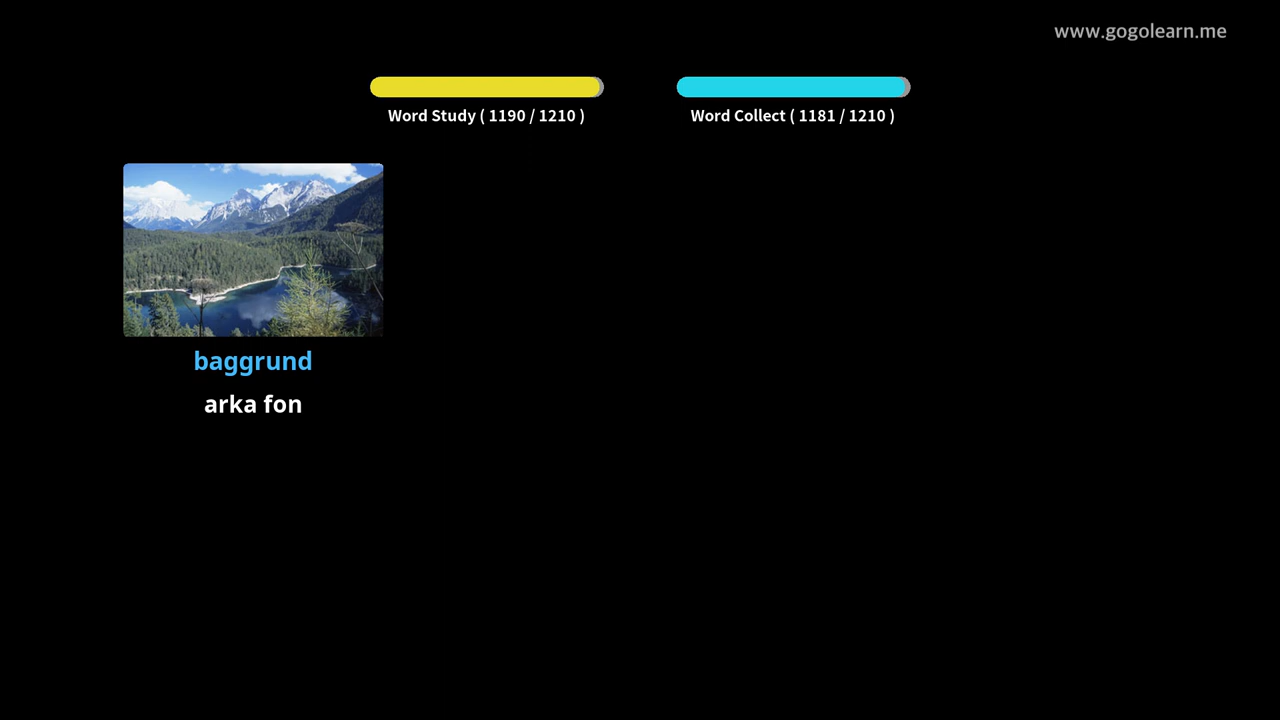 www.gogolearn.me
Word Study ( 1190 / 1210 )
Word Collect ( 1181 / 1210 )
baggrund
arka fon